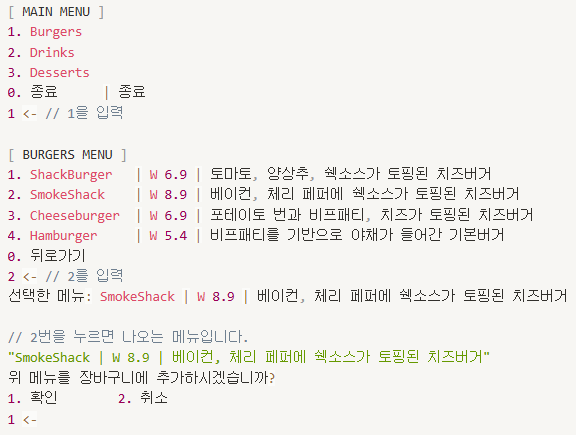 [ MAIN MENU ]
1. Burgers
2. Drinks
3. Desserts
0. 종료      | 종료
1 <- // 1을 입력
[ BURGERS MENU ]
1. ShackBurger   | W 6.9 | 토마토, 양상추, 쉑소스가 토핑된 치즈버거
2. SmokeShack    | W 8.9 | 베이컨, 체리 페퍼에 쉑소스가 토핑된 치즈버거
3. Cheeseburger  | W 6.9 | 포테이토 번과 비프패티, 치즈가 토핑된 치즈버거
4. Hamburger     | W 5.4 | 비프패티를 기반으로 야채가 들어간 기본버거
0. 뒤로가기
2 <- // 2를 입력
선택한 메뉴: SmokeShack | W 8.9 | 베이컨, 체리 페퍼에 쉑소스가 토핑된 치즈버거
// 2번을 누르면 나오는 메뉴입니다.
"SmokeShack | W 8.9 | 베이컨, 체리 페퍼에 쉑소스가 토핑된 치즈버거"
위 메뉴를 장바구니에 추가하시겠습니까?
1. 확인        2. 취소
1 <-